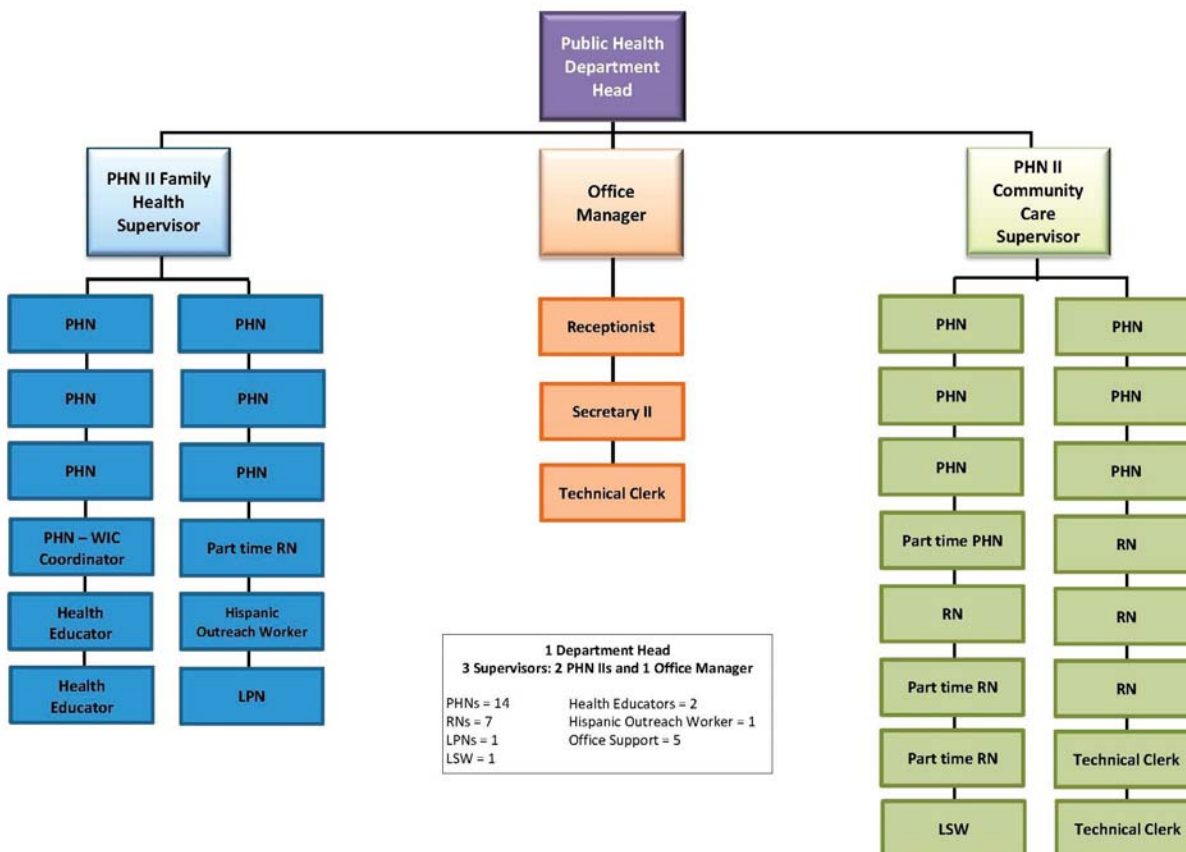 Public Health
Department
Head
PHN II Family
Health
Supervisor
Office
Manager
PHN II
Community
Care
Supervisor
PHN
PHN
PHN
PHN – WIC
Coordinator
Health
Educator
Health
Educator
PHN
PHN
PHN
Part time RN
Hispanic
Outreach Worker
LPN
Receptionist
Secretary II
Technical Clerk
PHN
PHN
PHN
Part time PHN
RN
Part time RN
Part time RN
LSW
PHN
PHN
PHN
RN
RN
RN
Technical Clerk
Technical Clerk
1 Department Head
3 Supervisors: 2 PHN IIs and 1 Office Manager
PHNs = 14
RNs = 7
LPNs = 1
LSW = 1
Health Educators = 2
Hispanic Outreach Worker = 1
Office Support = 5